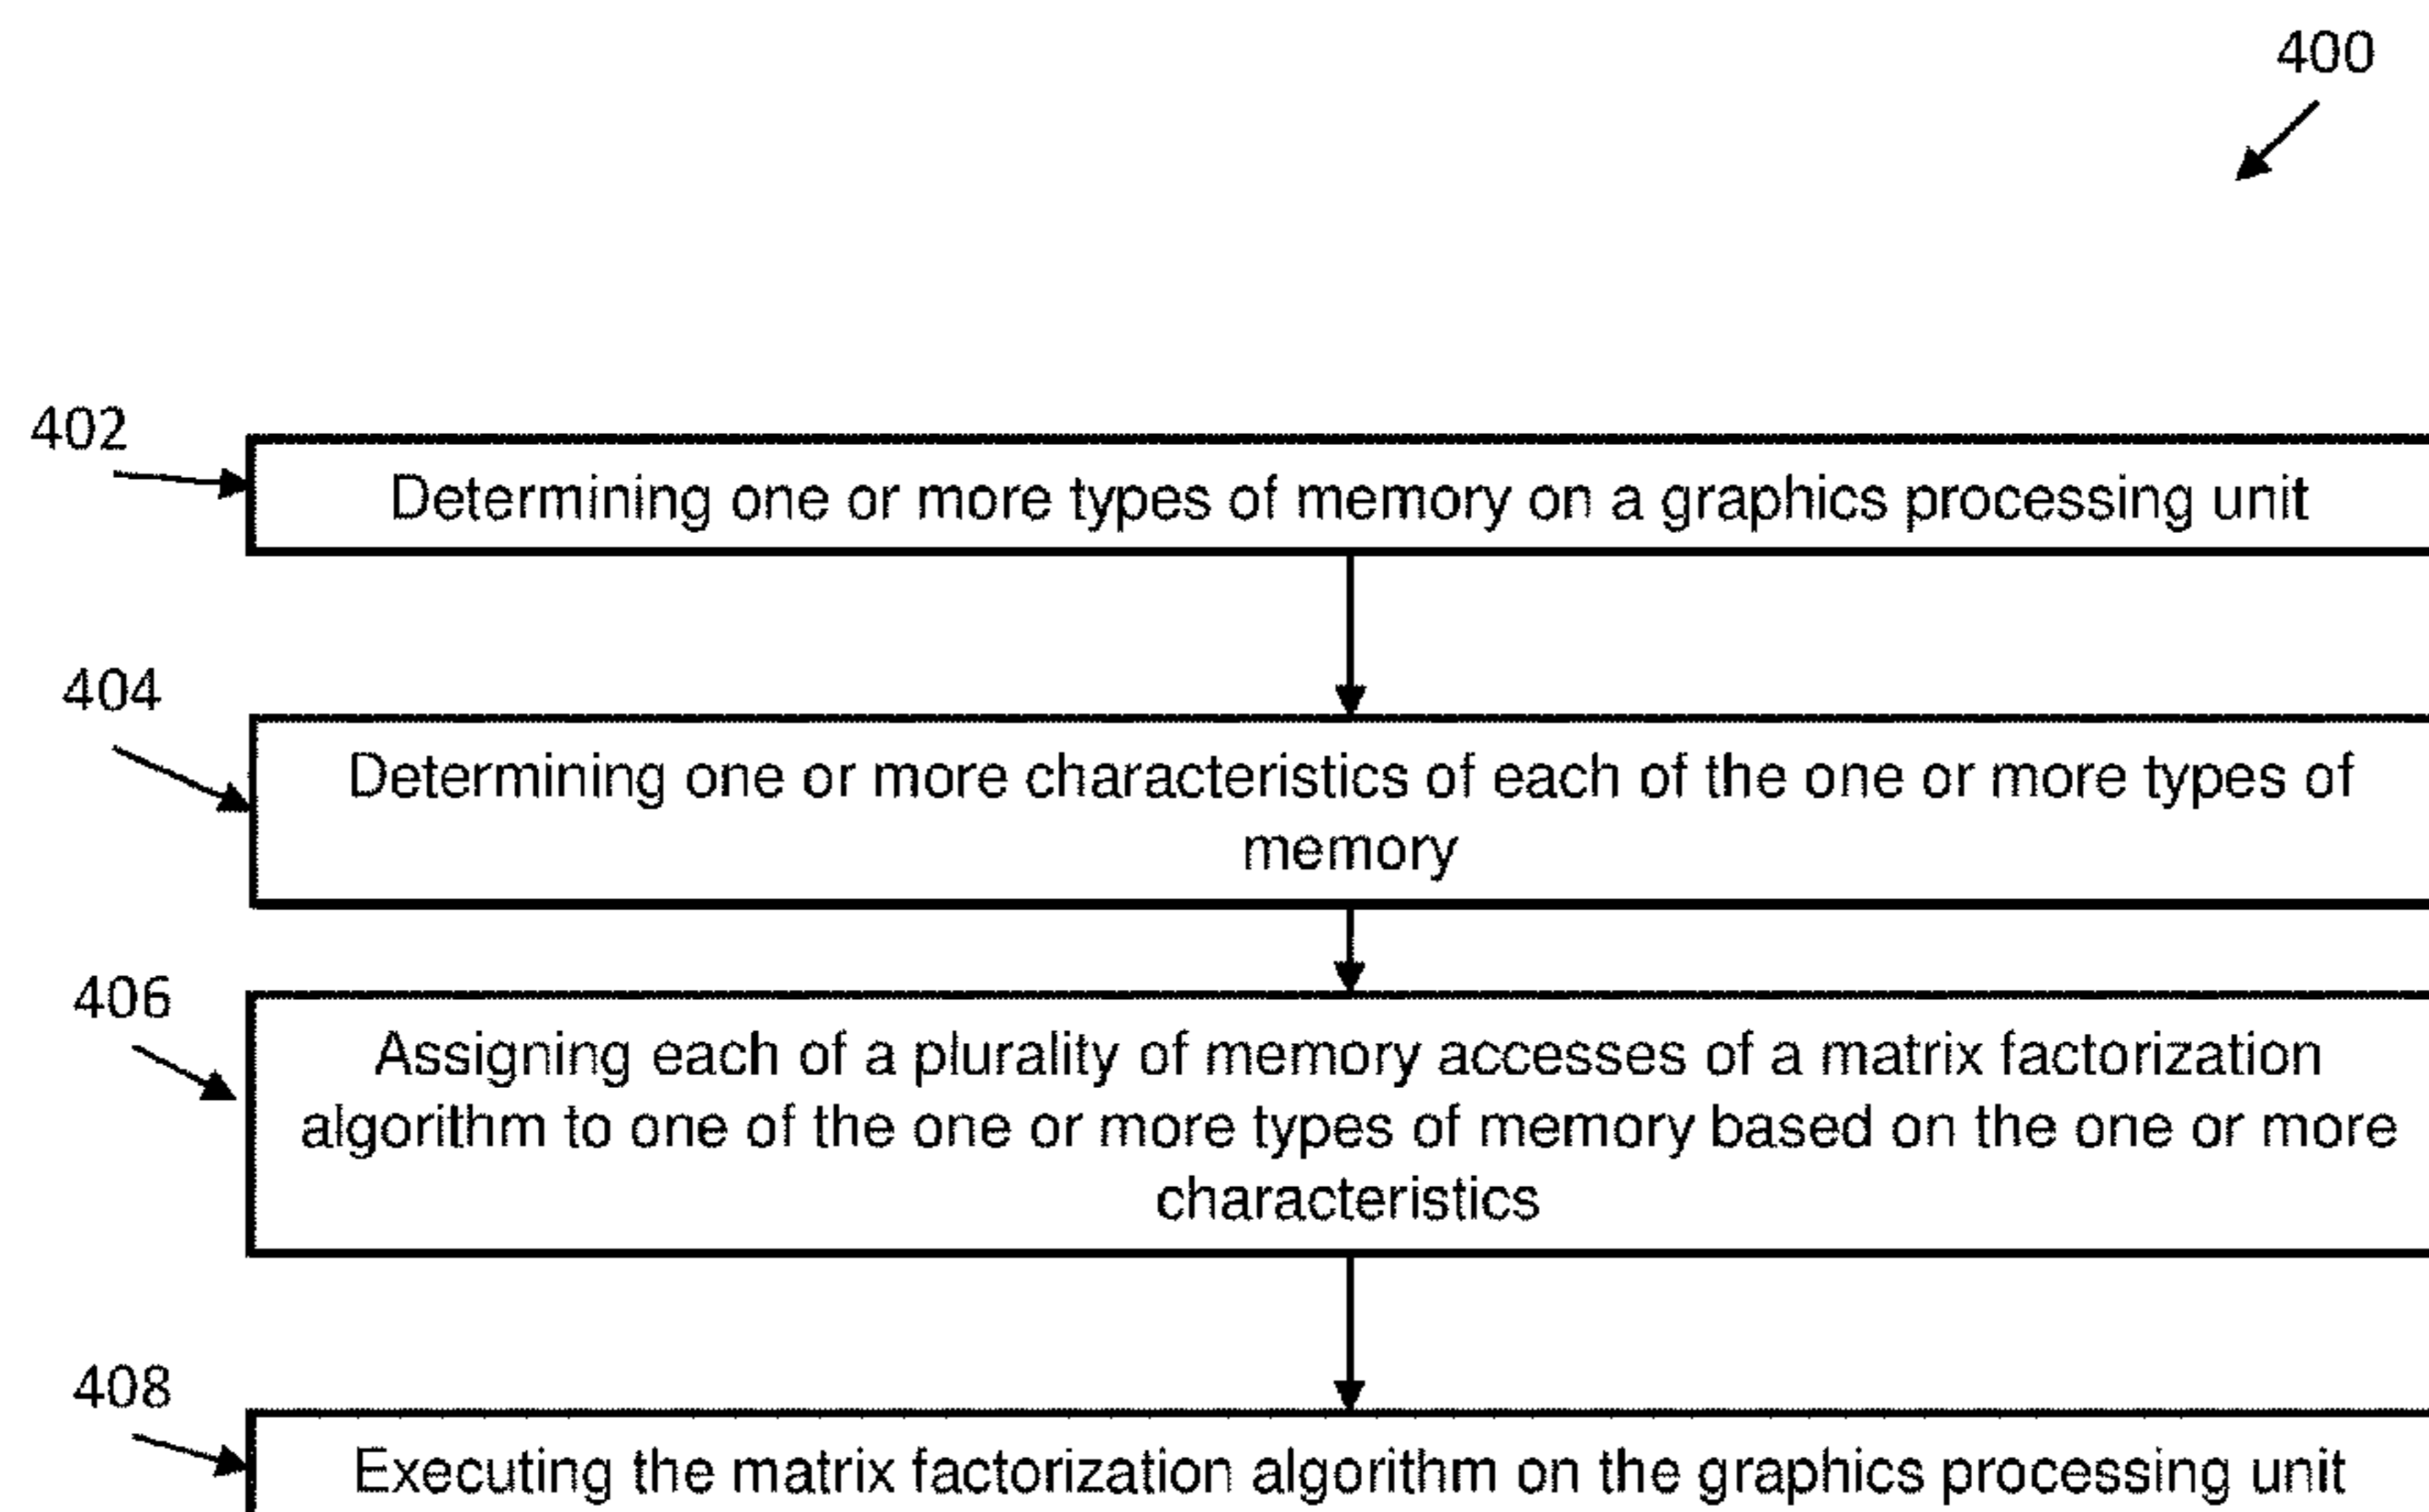 400
402
Determining one or more types of memory on a graphics processing unit
404
Determining one or more characteristics of each of the one or more types of
memory
406
Assigning each of a plurality of memory accesses of a matrix factorization
algorithm to one of the one or more types of memory based on the one or more
characteristics
408
Executing the matrix factorization algorithm on the graphics processing unit